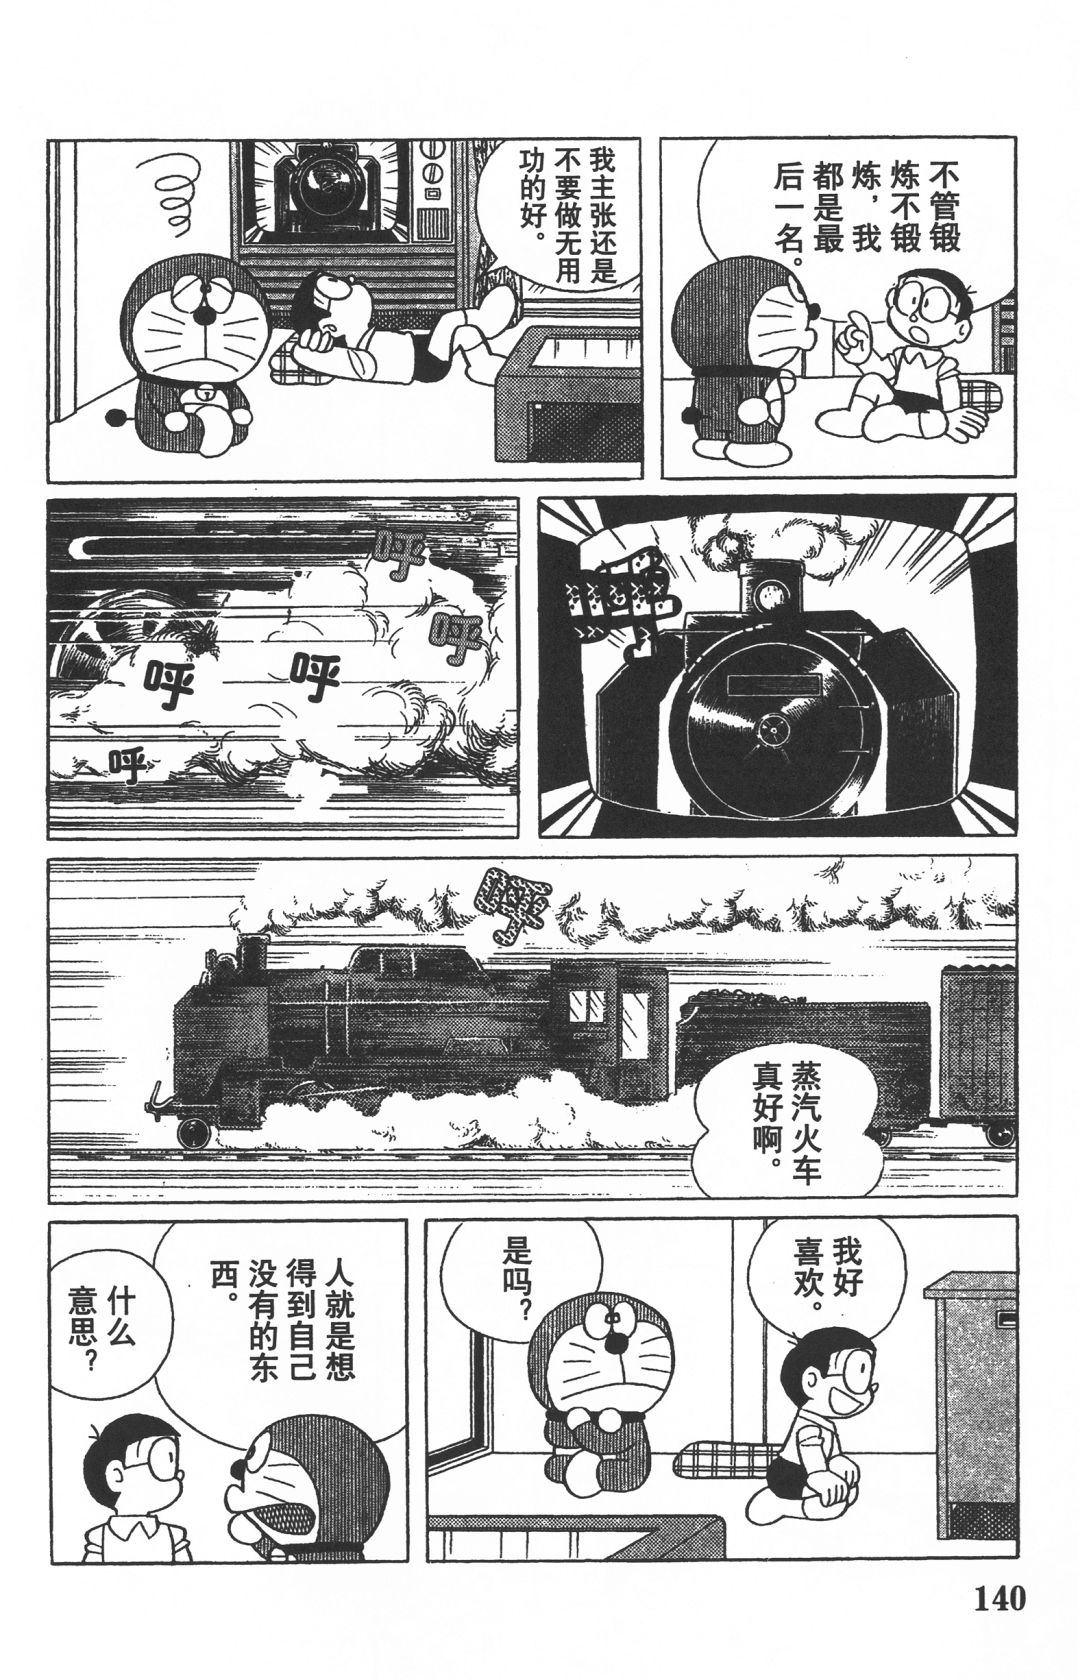 不管锻
炼不锻
炼，我
都是最
后一名。
我主张还是
不要做无用
功的好。
呼
呼
呼
呼
呼
呼
蒸汽火车
真好啊。
我好
喜欢。
是吗？
人就是想
得到自己
没有的东
西。
什么
意思？
140